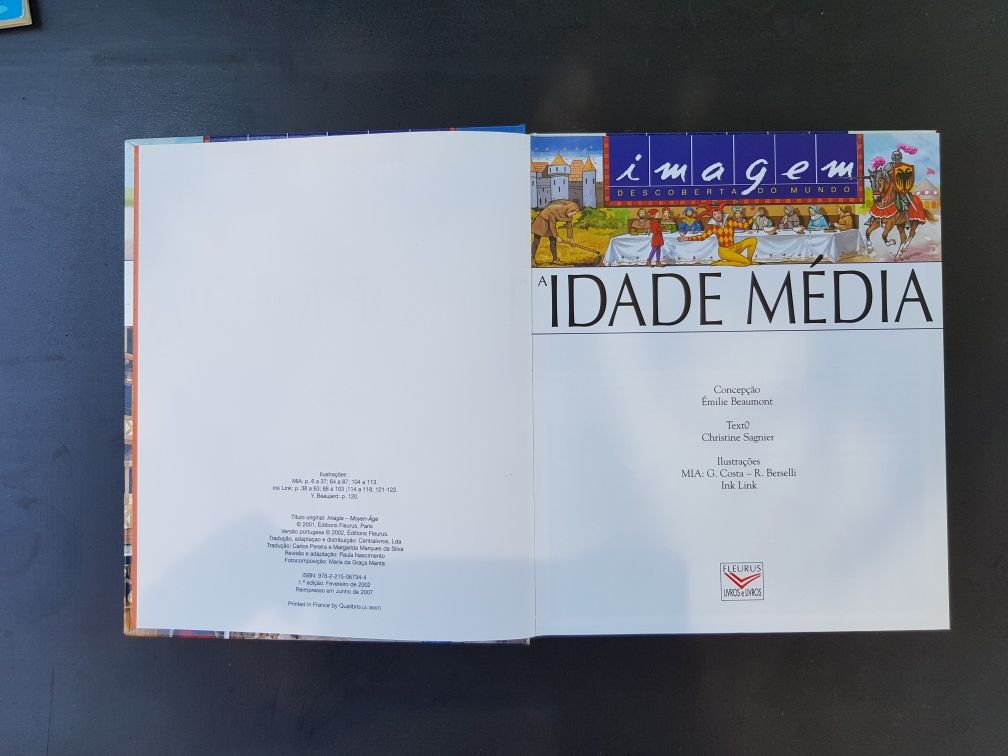 Ilustrações :
MIA: p. 6 a 37; 64 a 87; 104 a 113.
Ink Link: p. 38 a 63; 88 a 103 ;114 a 118; 121-122.
Y. Beaujard: p. 120.
Título original: Imagia – Moyen-Âge
© 2001, Éditions Fleurus, Paris
Versão portugesa © 2002, Éditions Fleurus.
Tradução, adaptaçao e distribuição: Centralivros, Lda
Tradução: Carlos Pereira e Margarida Marques da Silva
Revisão e adaptação: Paula Nascimento
Fotocomposição: Maria da Graça Manta
ISBN: 978-2-215-06734-4
1.ª edição: Fevereiro de 2002
Reimpresso em Junho de 2007
Printed in France by Qualibris
imagem
DESCOBERTA DO MUNDO
A IDADE MÉDIA
Concepção
Émilie Beaumont
Text0
Christine Sagnier
Ilustrações
MIA: G. Costa – R. Berselli
Ink Link
FLEURUS
LIVROS e LIVROS